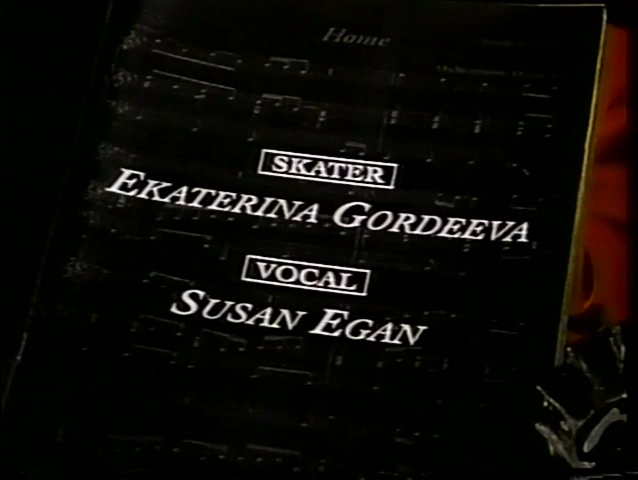 Home
SKATER
EKATERINA GORDEEVA
VOCAL
SUSAN EGAN